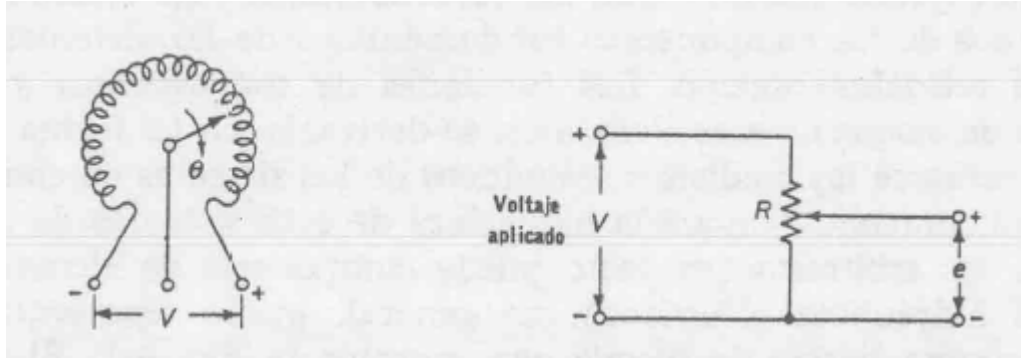 θ
- +
V
+
Voltaje
aplicado
V
R
+
e
-
-